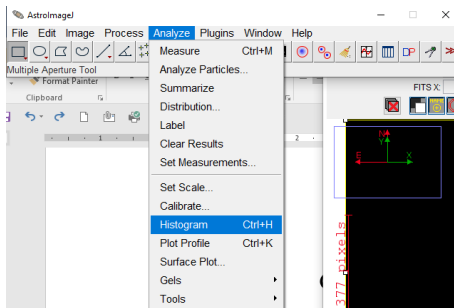 AstroImageJ
File Edit Image Process Analyze Plugins Window Help
Multiple Aperture Tool
Measure Ctrl+M
Analyze Particles...
Summarize
Distribution...
Label
Clear Results
Set Measurements...
Set Scale...
Calibrate...
Histogram Ctrl+H
Plot Profile Ctrl+K
Surface Plot...
Gels
Tools
Format Painter
Clipboard
DP
FITS X:
1
2
N
Y
E
X
377 pixels